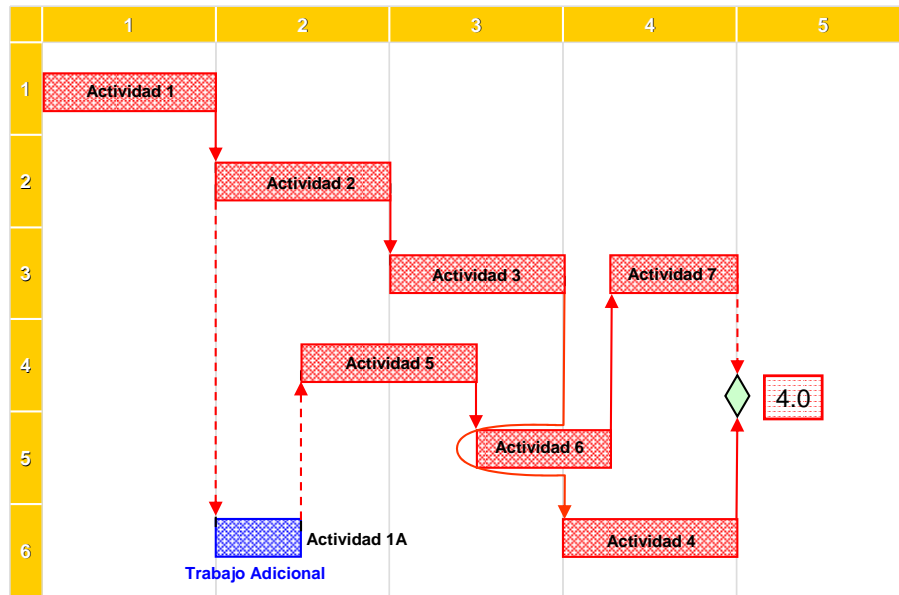 1 2 3 4 5
1
Actividad 1
2
Actividad 2
3
Actividad 3
Actividad 7
4
Actividad 5
4.0
5
Actividad 6
6
Actividad 1A
Actividad 4
Trabajo Adicional